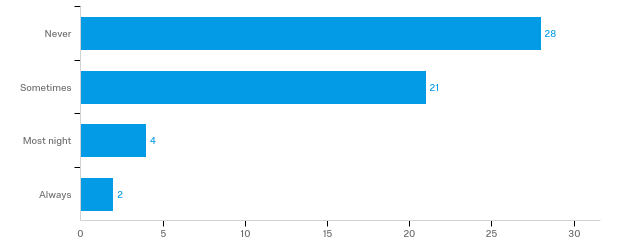 Never 28
Sometimes 21
Most night 4
Always 2
0 5 10 15 20 25 30